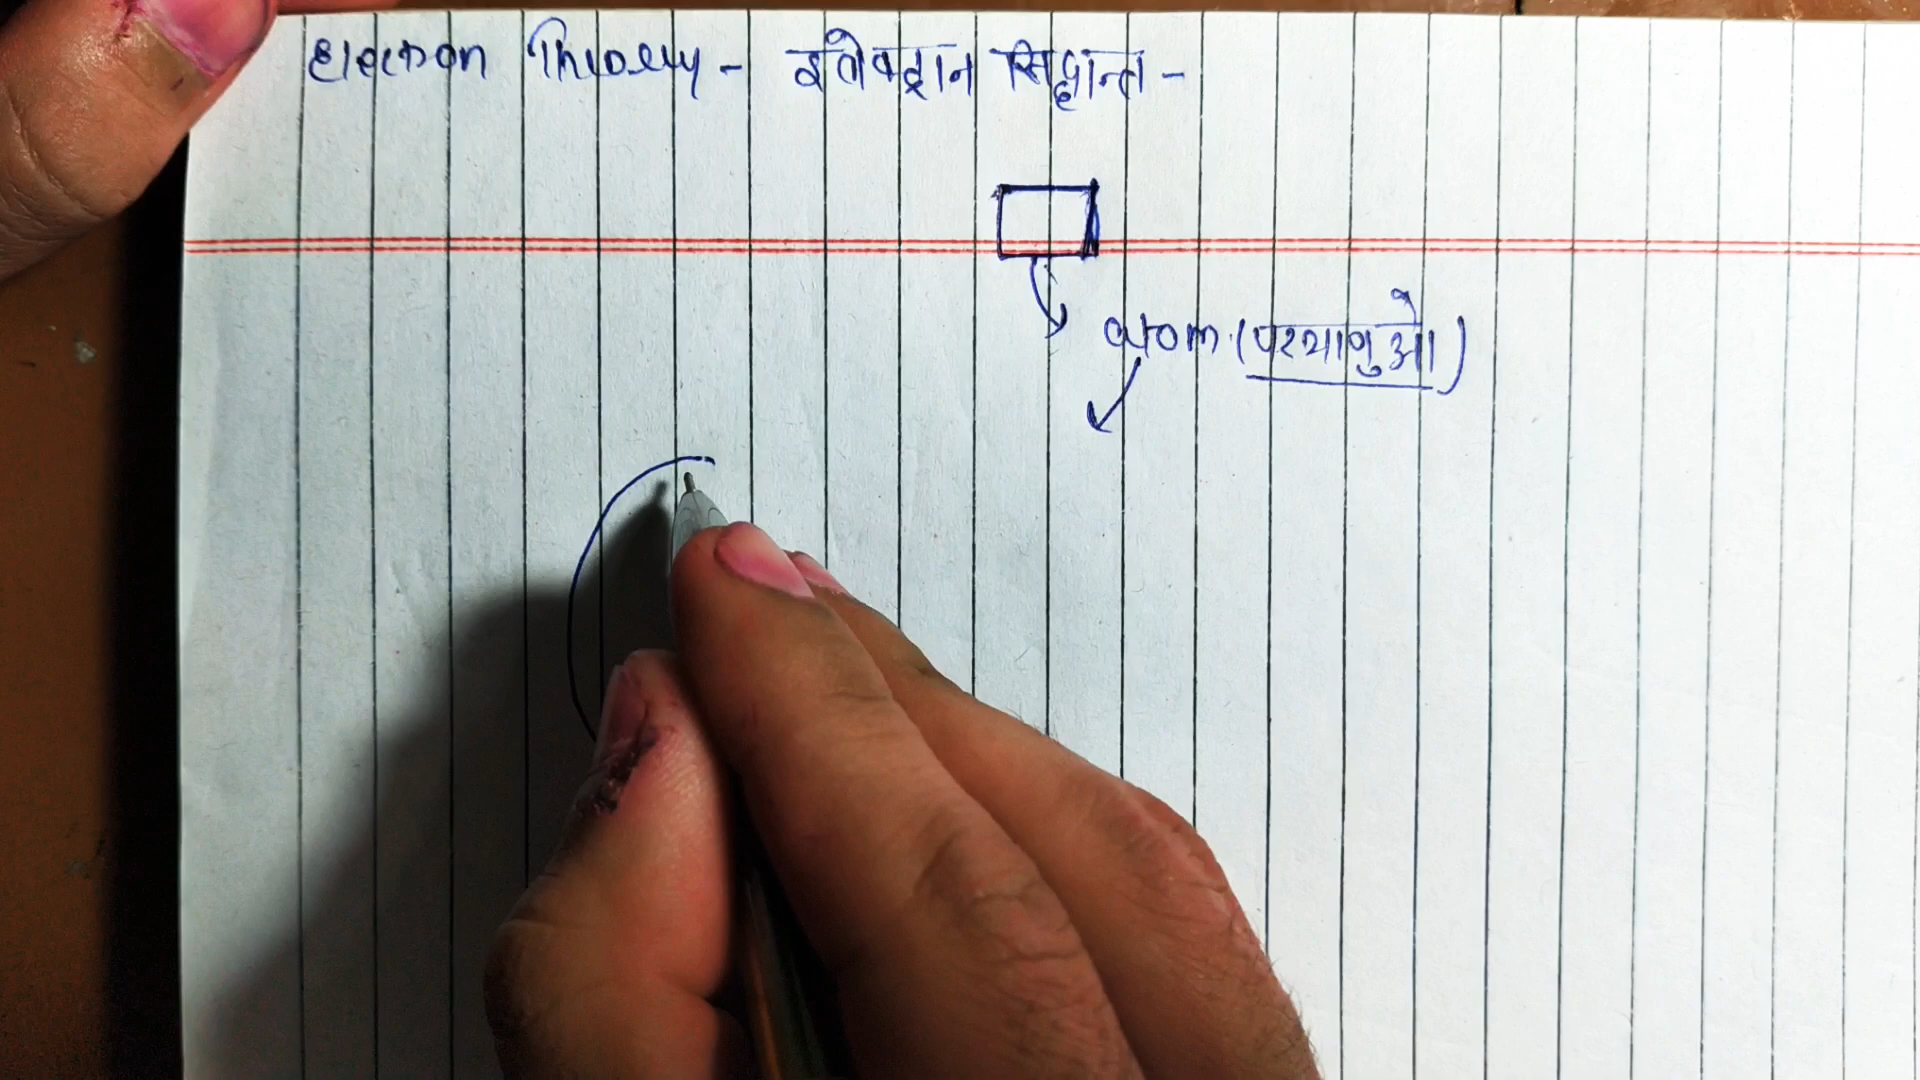 Electron Theory - इलेक्ट्रान सिद्धान्त -
atom (परमाणुओ)